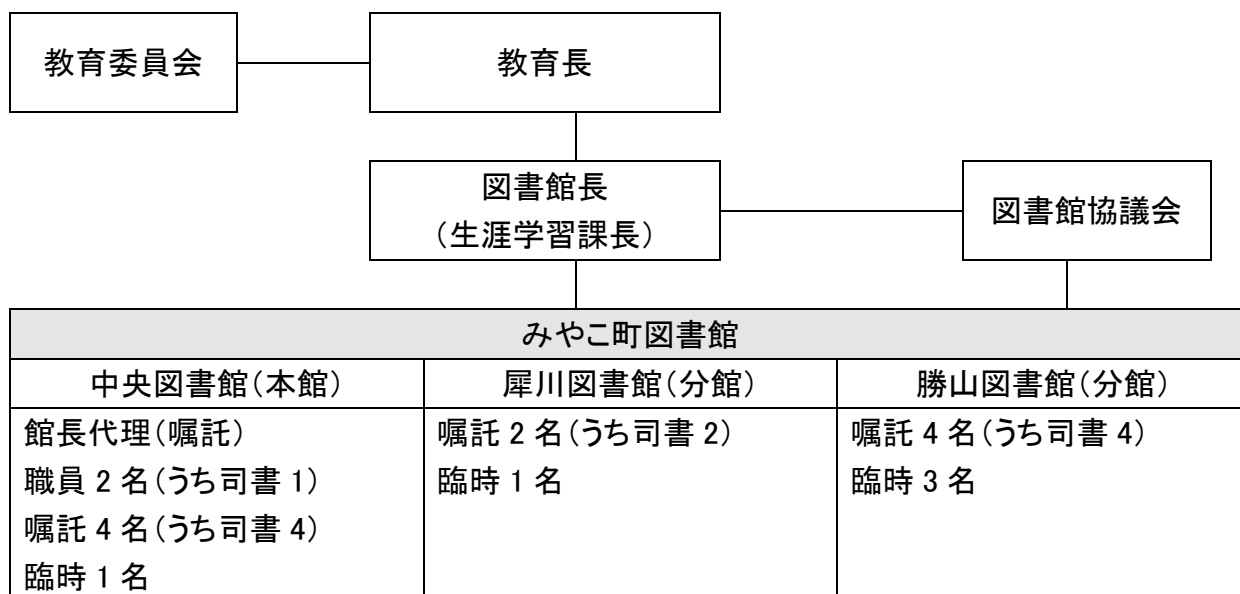 教育委員会
教育長
図書館長
（生涯学習課長）
図書館協議会
みやこ町図書館
中央図書館（本館）
犀川図書館（分館）
勝山図書館（分館）
館長代理（嘱託）
職員 2 名（うち司書 1）
嘱託 4 名（うち司書 4）
臨時 1 名
嘱託 2 名（うち司書 2）
臨時 1 名
嘱託 4 名（うち司書 4）
臨時 3 名